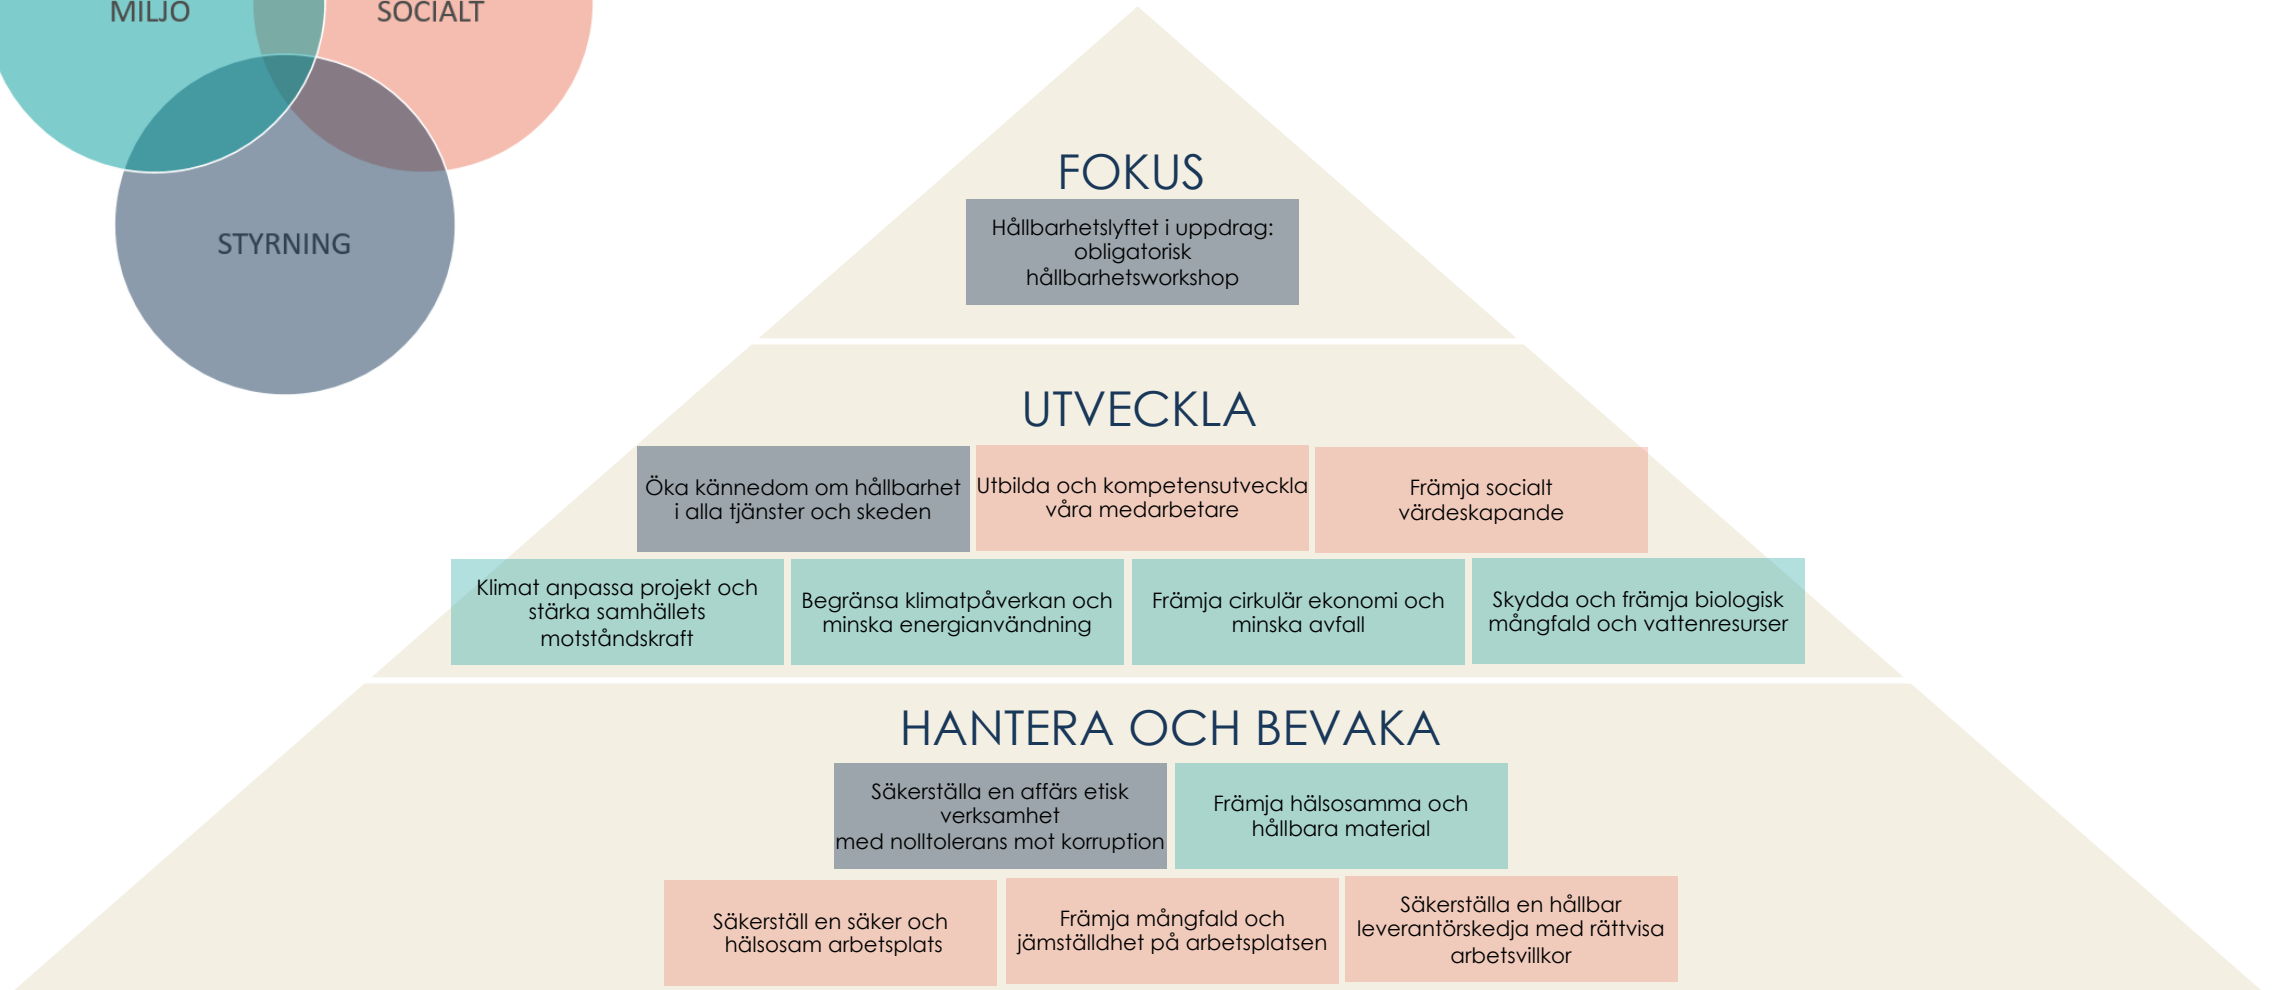 MILJÖ
SOCIALT
STYRNING
FOKUS
Hållbarhetslyftet i uppdrag:
obligatorisk
hållbarhetsworkshop
UTVECKLA
Öka kännedom om hållbarhet
i alla tjänster och skeden
Utbilda och kompetensutveckla
våra medarbetare
Främja socialt
värdeskapande
Klimat anpassa projekt och
stärka samhällets
motståndskraft
Begränsa klimatpåverkan och
minska energianvändning
Främja cirkulär ekonomi och
minska avfall
Skydda och främja biologisk
mångfald och vattenresurser
HANTERA OCH BEVAKA
Säkerställa en affärs etisk
verksamhet
med nolltolerans mot korruption
Främja hälsosamma och
hållbara material
Säkerställ en säker och
hälsosam arbetsplats
Främja mångfald och
jämställdhet på arbetsplatsen
Säkerställa en hållbar
leverantörskedja med rättvisa
arbetsvillkor